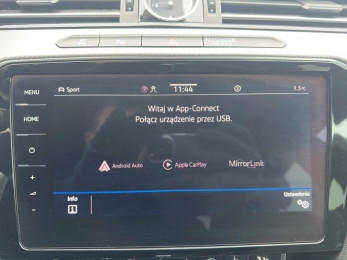 MENU
Sport
11:44
1.5°C
Witaj w App-Connect
HOME
Połącz urządzenie przez USB.
Android Auto
Apple CarPlay
MirrorLink
Info
Ustawienia